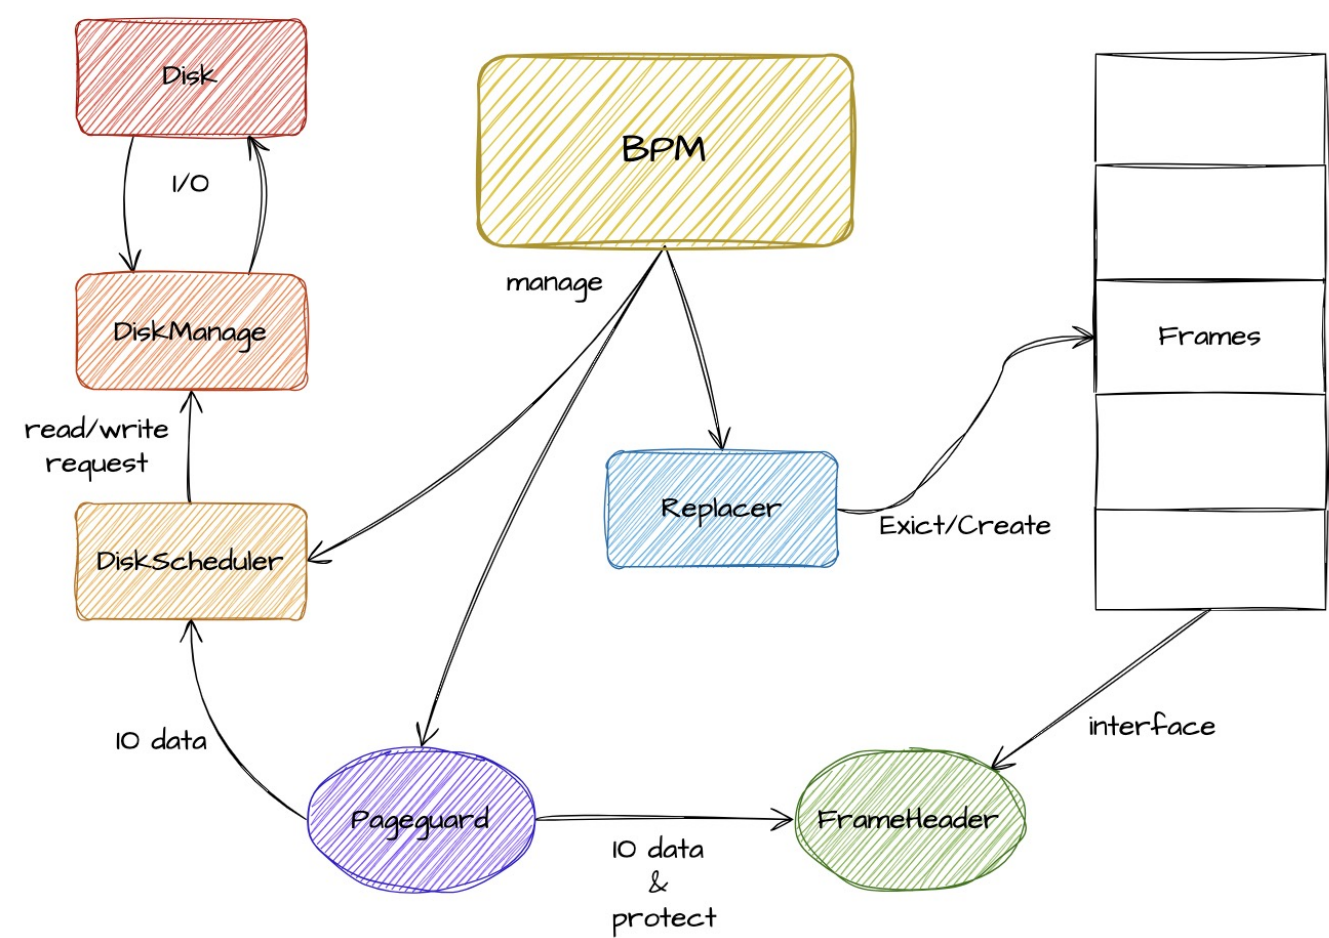 Disk
BPM
I/O
manage
DiskManage
Frames
read/write
request
Replacer
Exict/Create
DiskScheduler
interface
IO data
Pageguard
FrameHeader
IO data
&
protect